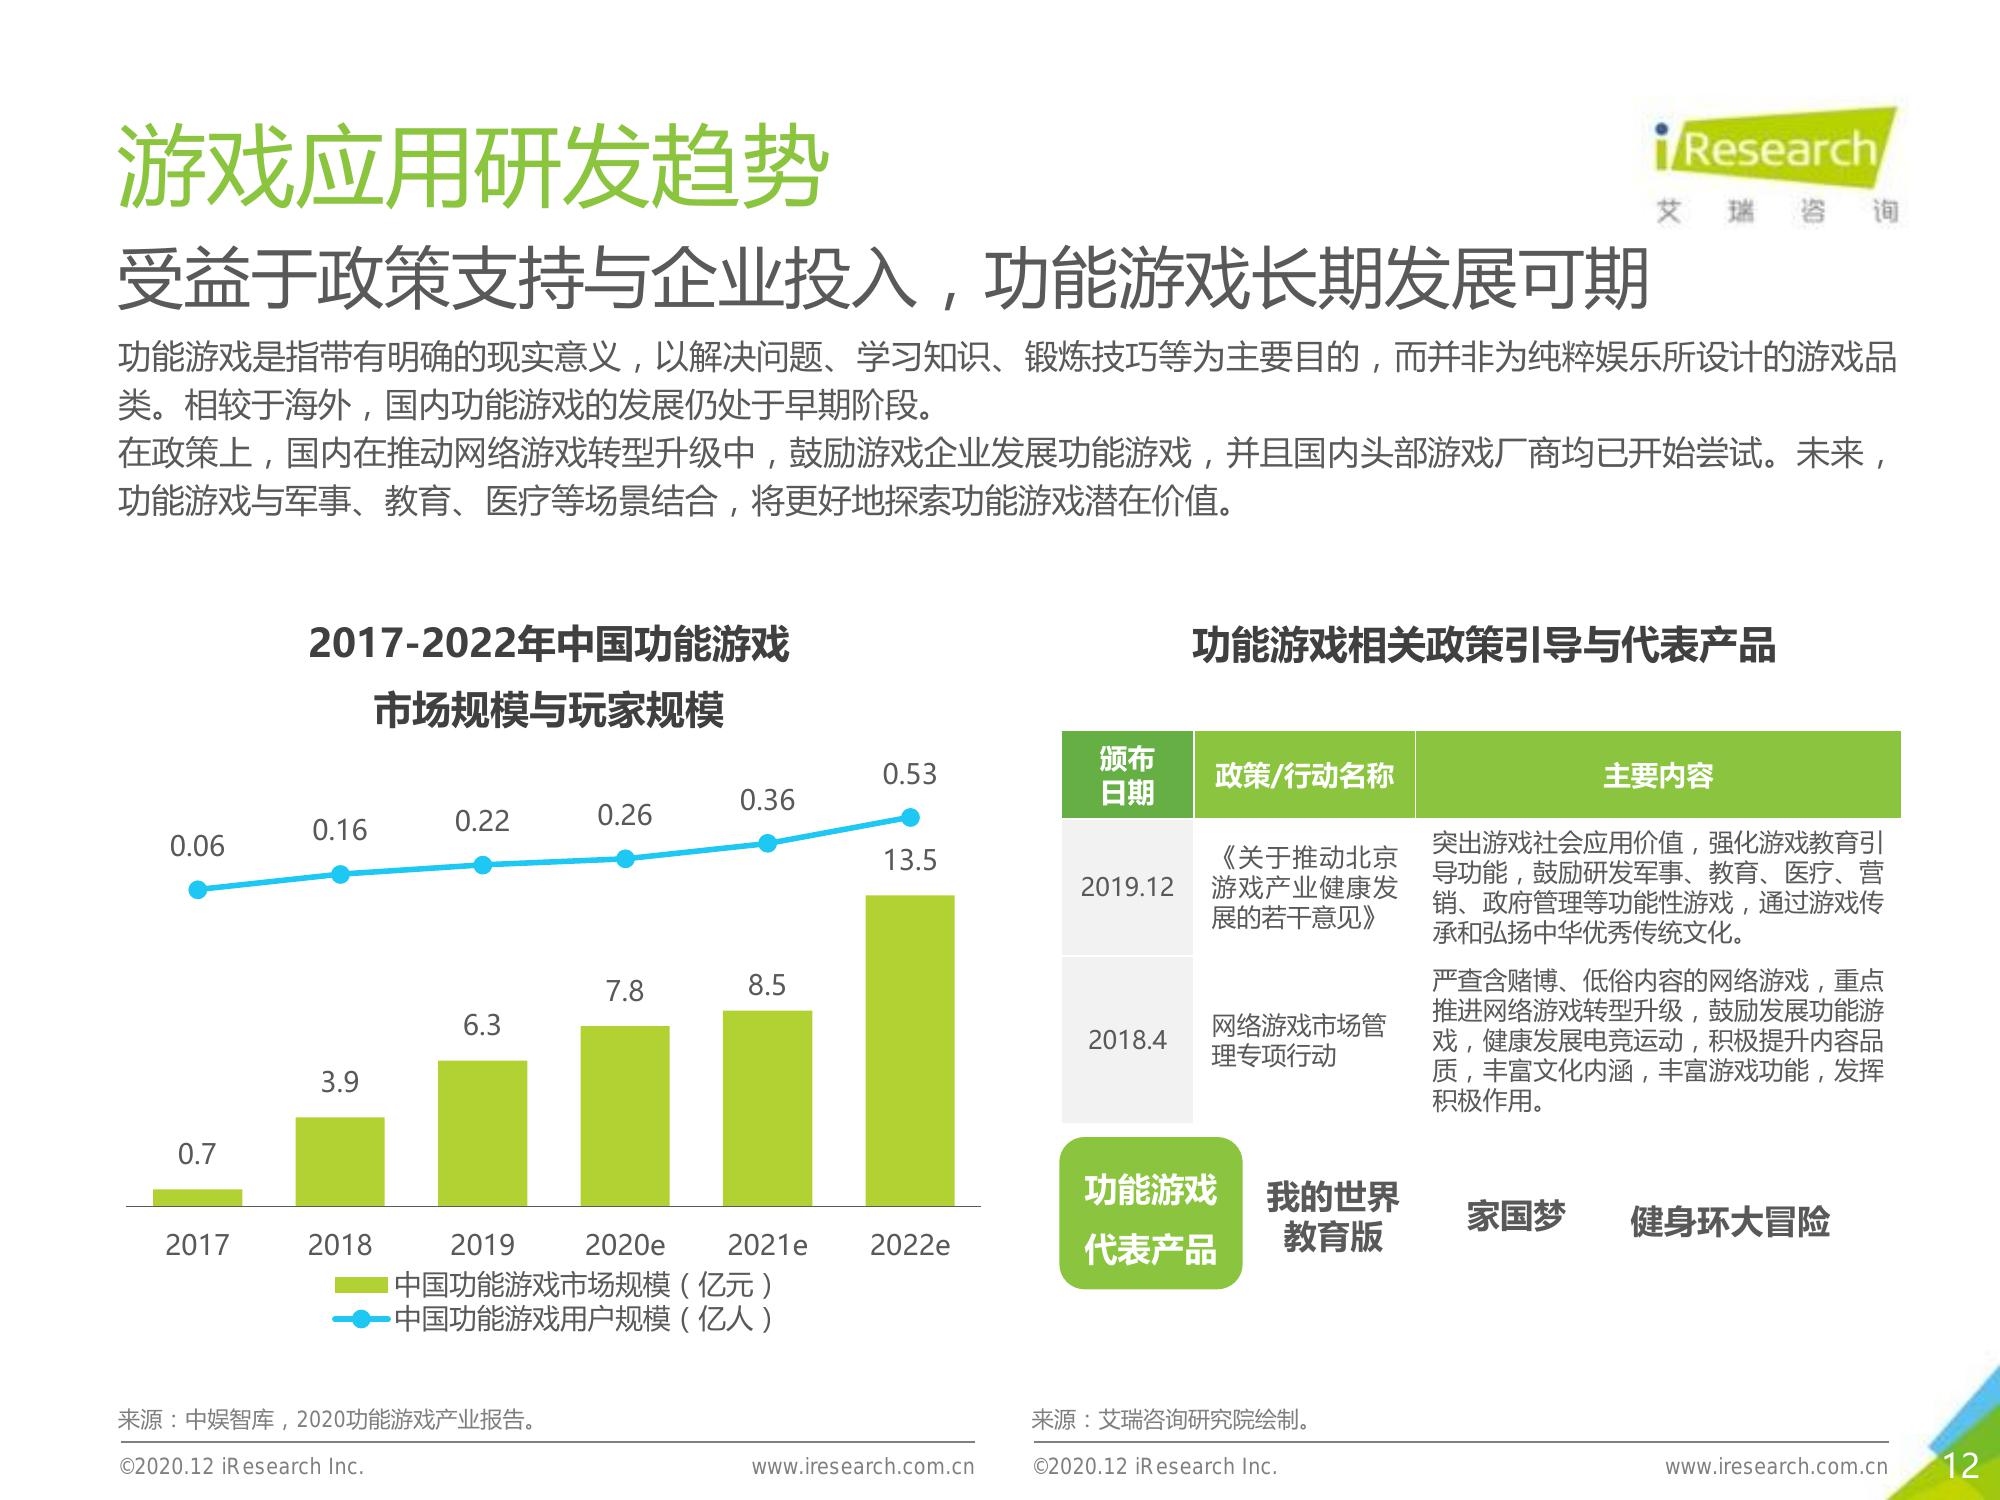 游戏应用研发趋势
iResearch
艾瑞咨询
受益于政策支持与企业投入，功能游戏长期发展可期
功能游戏是指带有明确的现实意义，以解决问题、学习知识、锻炼技巧等为主要目的，而并非为纯粹娱乐所设计的游戏品
类。相较于海外，国内功能游戏的发展仍处于早期阶段。
在政策上，国内在推动网络游戏转型升级中，鼓励游戏企业发展功能游戏，并且国内头部游戏厂商均已开始尝试。未来，
功能游戏与军事、教育、医疗等场景结合，将更好地探索功能游戏潜在价值。
2017-2022年中国功能游戏
市场规模与玩家规模
0.06 0.16 0.22 0.26 0.36 0.53
0.7 3.9 6.3 7.8 8.5 13.5
2017 2018 2019 2020e 2021e 2022e
中国功能游戏市场规模（亿元）
中国功能游戏用户规模（亿人）
来源：中娱智库，2020功能游戏产业报告。
©2020.12 iResearch Inc. www.iresearch.com.cn
功能游戏相关政策引导与代表产品
颁布
日期
政策/行动名称
主要内容
2019.12
《关于推动北京
游戏产业健康发
展的若干意见》
突出游戏社会应用价值，强化游戏教育引
导功能，鼓励研发军事、教育、医疗、营
销、政府管理等功能性游戏，通过游戏传
承和弘扬中华优秀传统文化。
2018.4
网络游戏市场管
理专项行动
严查含赌博、低俗内容的网络游戏，重点
推进网络游戏转型升级，鼓励发展功能游
戏，健康发展电竞运动，积极提升内容品
质，丰富文化内涵，丰富游戏功能，发挥
积极作用。
功能游戏
代表产品
我的世界
教育版
家国梦
健身环大冒险
来源：艾瑞咨询研究院绘制。
©2020.12 iResearch Inc. www.iresearch.com.cn
12